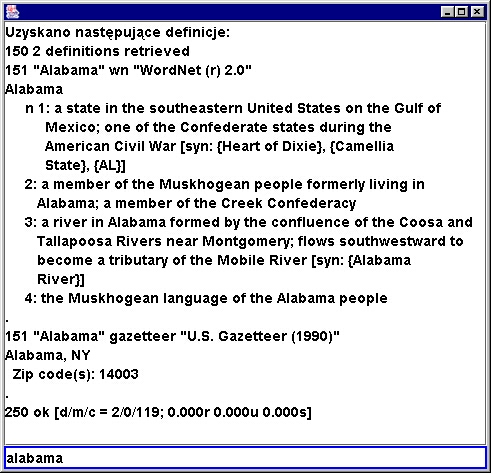 Uzyskano następujące definicje:
150 2 definitions retrieved
151 "Alabama" wn "WordNet (r) 2.0"
Alabama
n 1: a state in the southeastern United States on the Gulf of
Mexico; one of the Confederate states during the
American Civil War [syn: {Heart of Dixie}, {Camellia
State}, {AL}]
2: a member of the Muskhogean people formerly living in
Alabama; a member of the Creek Confederacy
3: a river in Alabama formed by the confluence of the Coosa and
Tallapoosa Rivers near Montgomery; flows southwestward to
become a tributary of the Mobile River [syn: {Alabama
River}]
4: the Muskhogean language of the Alabama people
.
151 "Alabama" gazetteer "U.S. Gazetteer (1990)"
Alabama, NY
Zip code(s): 14003
.
250 ok [d/m/c = 2/0/119; 0.000r 0.000u 0.000s]
alabama